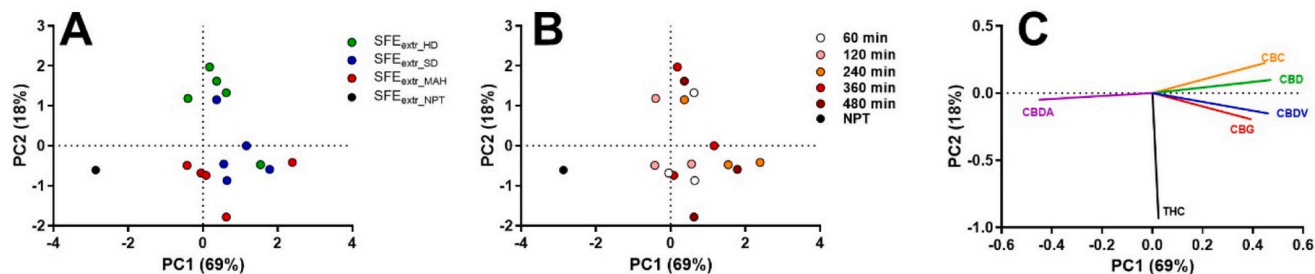 A
SFEextr_HD
SFEextr_SD
SFEextr_MAH
SFEextr_NPT
PC2 (18%)
3
2
1
0
-1
-2
-4
-2
0
2
4
PC1 (69%)
B
60 min
120 min
240 min
360 min
480 min
NPT
PC2 (18%)
3
2
1
0
-1
-2
-4
-2
0
2
4
PC1 (69%)
C
CBC
CBD
CBDV
CBG
CBDA
THC
PC2 (18%)
0.5
0.0
-0.5
-1.0
-0.6
-0.4
-0.2
0.0
0.2
0.4
0.6
PC1 (69%)